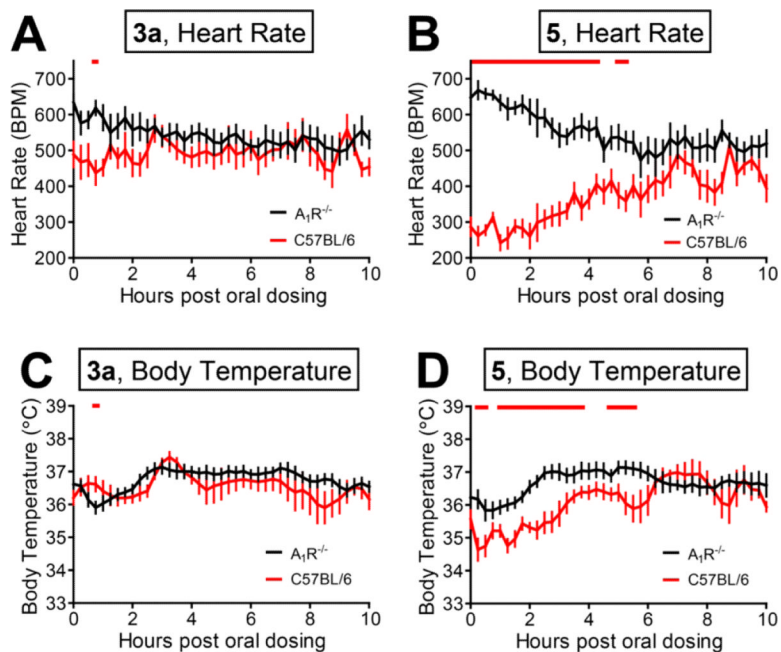 A
3a, Heart Rate
Heart Rate (BPM)
700
600
500
400
300
200
A₁R⁻/⁻
C57BL/6
0 2 4 6 8 10
Hours post oral dosing
B
5, Heart Rate
Heart Rate (BPM)
700
600
500
400
300
200
A₁R⁻/⁻
C57BL/6
0 2 4 6 8 10
Hours post oral dosing
C
3a, Body Temperature
Body Temperature (°C)
39
38
37
36
35
34
33
A₁R⁻/⁻
C57BL/6
0 2 4 6 8 10
Hours post oral dosing
D
5, Body Temperature
Body Temperature (°C)
39
38
37
36
35
34
33
A₁R⁻/⁻
C57BL/6
0 2 4 6 8 10
Hours post oral dosing